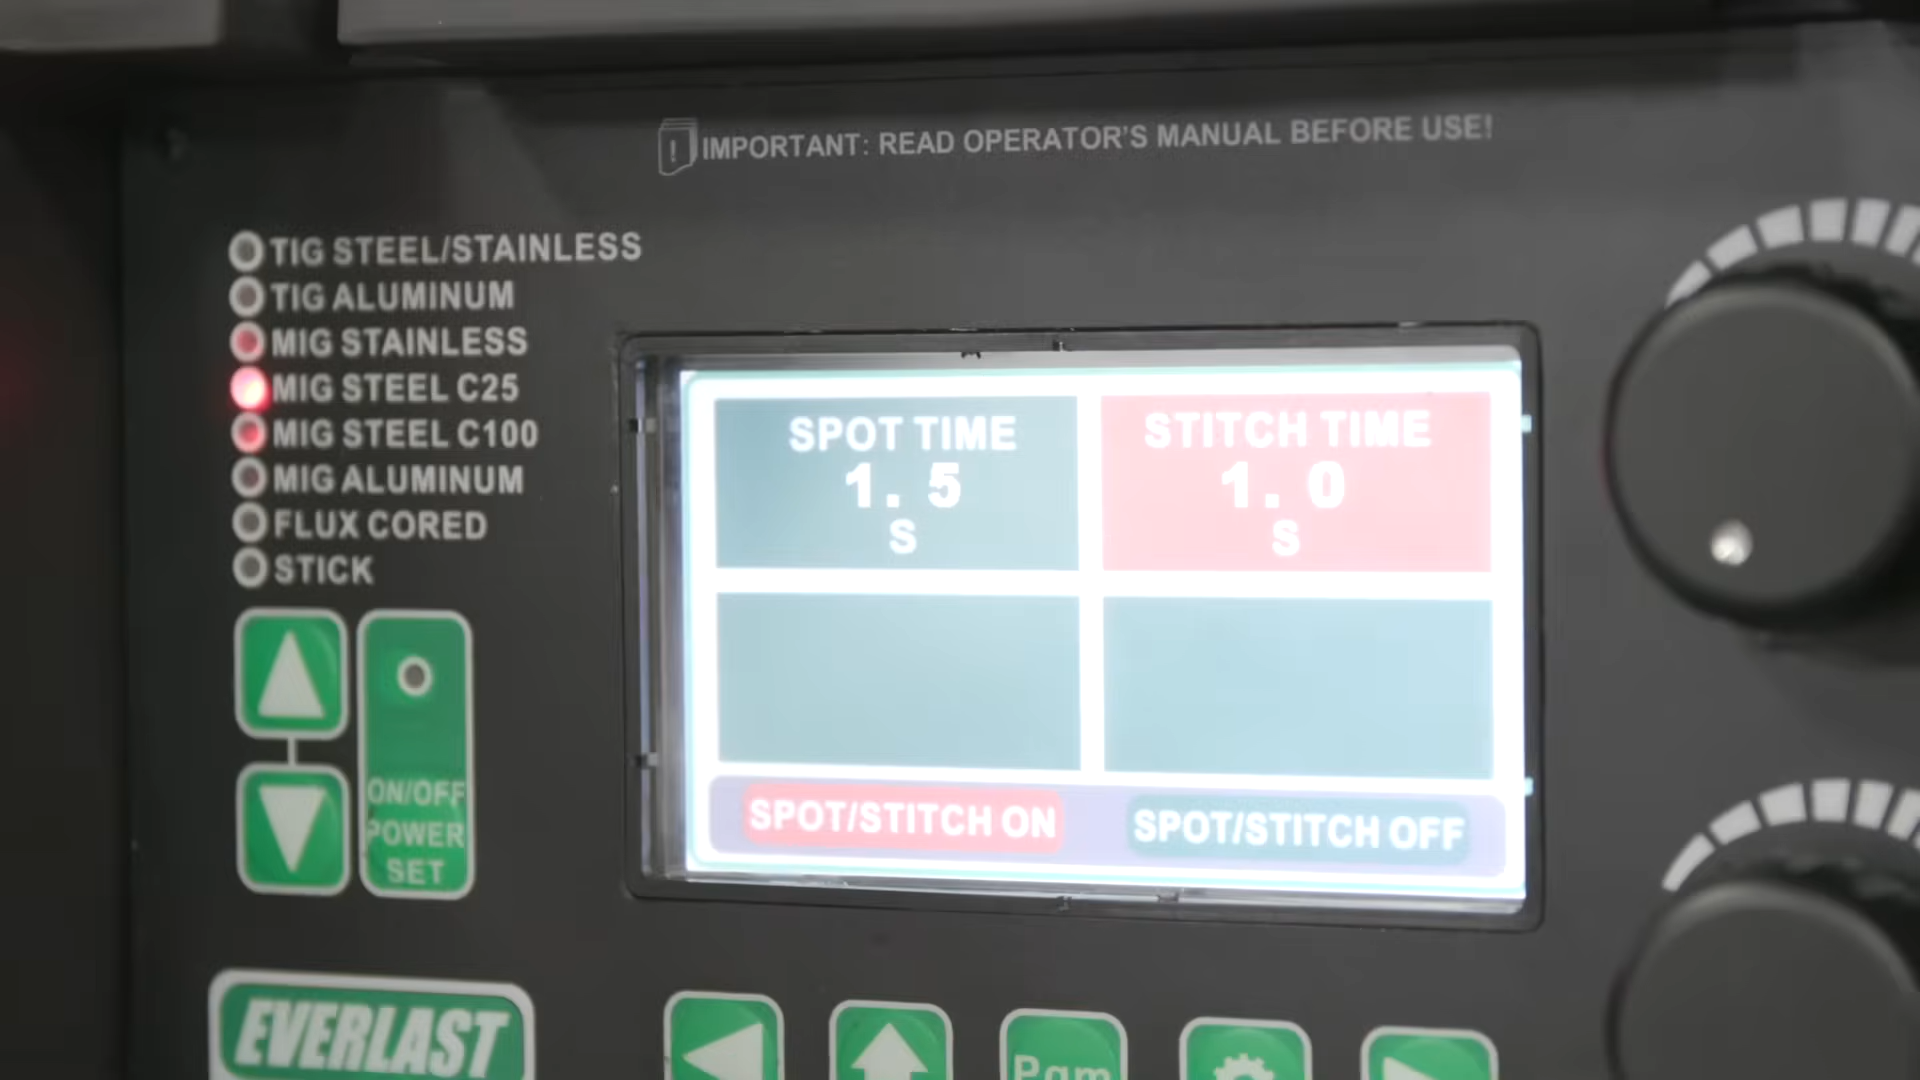 IMPORTANT: READ OPERATOR'S MANUAL BEFORE USE!
TIG STEEL/STAINLESS
TIG ALUMINUM
MIG STAINLESS
MIG STEEL C25
MIG STEEL C100
MIG ALUMINUM
FLUX CORED
STICK
ON/OFF
POWER
SET
SPOT TIME
1.5
S
STITCH TIME
1.0
S
SPOT/STITCH ON
SPOT/STITCH OFF
EVERLAST
Pgm